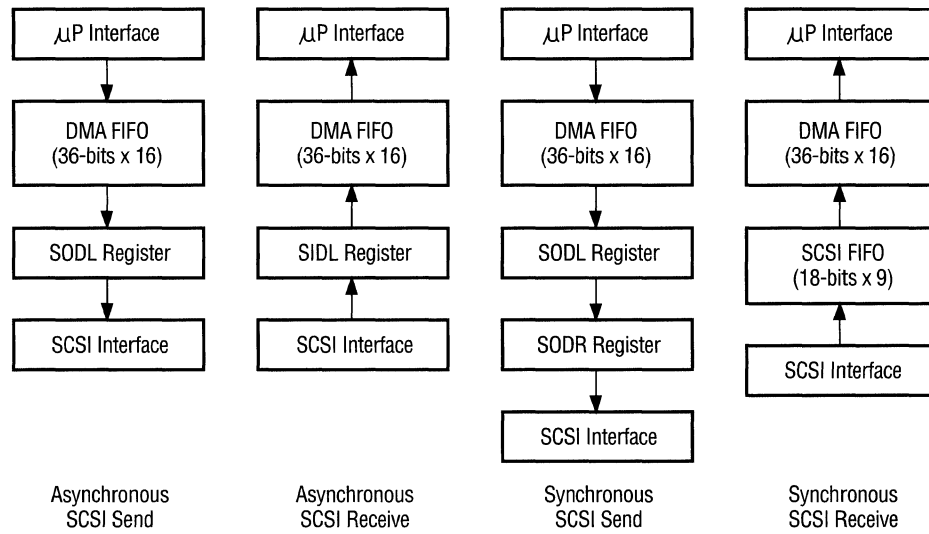 μP Interface
DMA FIFO
(36-bits x 16)
SODL Register
SCSI Interface
Asynchronous
SCSI Send
μP Interface
DMA FIFO
(36-bits x 16)
SIDL Register
SCSI Interface
Asynchronous
SCSI Receive
μP Interface
DMA FIFO
(36-bits x 16)
SODL Register
SODR Register
SCSI Interface
Synchronous
SCSI Send
μP Interface
DMA FIFO
(36-bits x 16)
SCSI FIFO
(18-bits x 9)
SCSI Interface
Synchronous
SCSI Receive